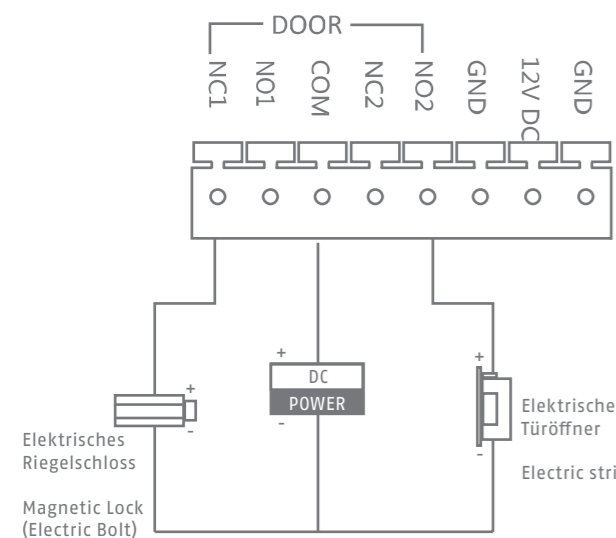 DOOR
NC1
NO1
COM
NC2
NO2
GND
12V DC
GND
+
DC
POWER
-
+
-
Elektrisches
Riegelschloss
Magnetic Lock
(Electric Bolt)
+
-
Elektrische
Türöffner
Electric stri